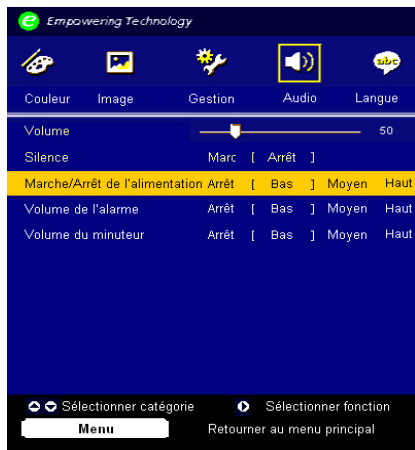 e Empowering Technology
abc
Couleur Image Gestion Audio Langue
Volume 50
Silence Marc [ Arrêt ]
Marche/Arrêt de l'alimentation Arrêt [ Bas ] Moyen Haut
Volume de l'alarme Arrêt [ Bas ] Moyen Haut
Volume du minuteur Arrêt [ Bas ] Moyen Haut
Sélectionner catégorie Sélectionner fonction
Menu Retourner au menu principal